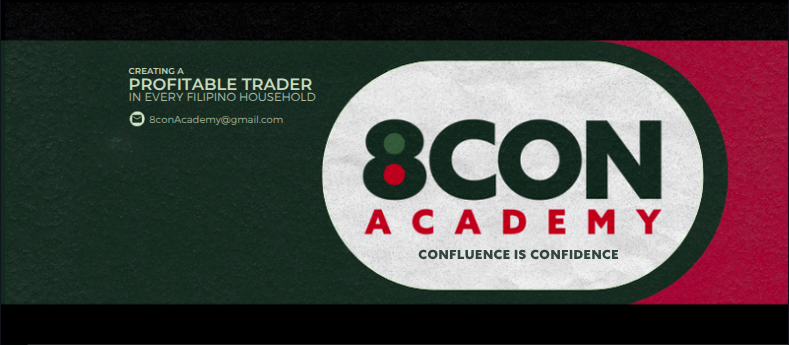 CREATING A
PROFITABLE TRADER
IN EVERY FILIPINO HOUSEHOLD
8conAcademy@gmail.com
8CON
ACADEMY
CONFLUENCE IS CONFIDENCE